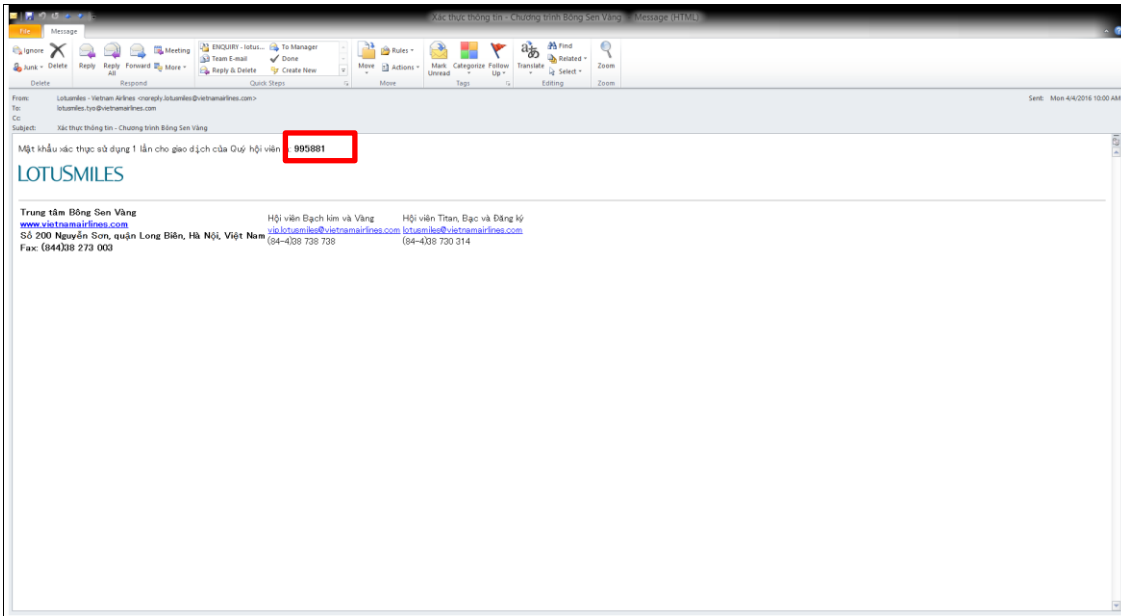 Xác thực thông tin - Chương trình Bông Sen Vàng - Message (HTML)
File Message
Ignore
Junk
Delete
Reply
Reply All
Forward
Meeting
More
ENQUIRY - lotus...
Team E-mail
Reply & Delete
To Manager
Done
Create New
Move
Rules
Actions
Mark Unread
Categorize
Follow Up
Translate
Find
Related
Select
Zoom
Delete Respond Quick Steps Move Tags Editing Zoom
From: Lotusmiles - Vietnam Airlines <noreply.lotusmiles@vietnamairlines.com> Sent: Mon 4/4/2016 10:00 AM
To: lotusmiles.tyo@vietnamairlines.com
Cc
Subject: Xác thực thông tin - Chương trình Bông Sen Vàng
Mật khẩu xác thực sử dụng 1 lần cho giao dịch của Quý hội viên : 995881
LOTUSMILES
Trung tâm Bông Sen Vàng
www.vietnamairlines.com
Số 200 Nguyễn Sơn, quận Long Biên, Hà Nội, Việt Nam
Fax: (844)38 273 003
Hội viên Bạch kim và Vàng
vip.lotusmiles@vietnamairlines.com
(84-4)38 738 738
Hội viên Titan, Bạc và Đăng ký
lotusmiles@vietnamairlines.com
(84-4)38 730 314